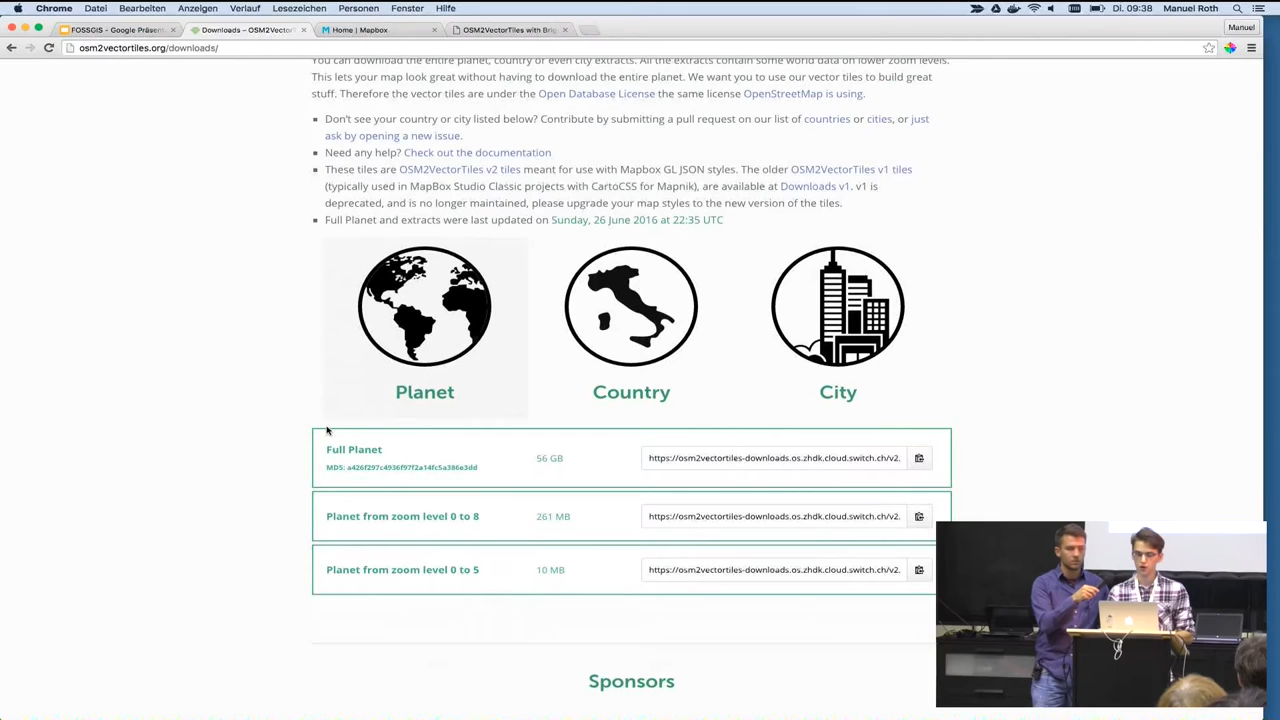 Chrome Datei Bearbeiten Anzeigen Verlauf Lesezeichen Personen Fenster Hilfe Di. 09:38 Manuel Roth
FOSSGIS - Google Präsen Downloads – OSM2VectorT Home | Mapbox OSM2VectorTiles with Brig Manuel
osm2vectortiles.org/downloads/
You can download the entire planet, country or even city extracts. All the extracts contain some world data on lower zoom levels.
This lets your map look great without having to download the entire planet. We want you to use our vector tiles to build great
stuff. Therefore the vector tiles are under the Open Database License the same license OpenStreetMap is using.
Don't see your country or city listed below? Contribute by submitting a pull request on our list of countries or cities, or just
ask by opening a new issue.
Need any help? Check out the documentation
These tiles are OSM2VectorTiles v2 tiles meant for use with Mapbox GL JSON styles. The older OSM2VectorTiles v1 tiles
(typically used in MapBox Studio Classic projects with CartoCSS for Mapnik), are available at Downloads v1. v1 is
deprecated, and is no longer maintained, please upgrade your map styles to the new version of the tiles.
Full Planet and extracts were last updated on Sunday, 26 June 2016 at 22:35 UTC
Planet Country City
Full Planet 56 GB https://osm2vectortiles-downloads.os.zhdk.cloud.switch.ch/v2.
MD5: a426f297c4936f97f2a14fc5a386e3dd
Planet from zoom level 0 to 8 261 MB https://osm2vectortiles-downloads.os.zhdk.cloud.switch.ch/v2.
Planet from zoom level 0 to 5 10 MB https://osm2vectortiles-downloads.os.zhdk.cloud.switch.ch/v2.
Sponsors